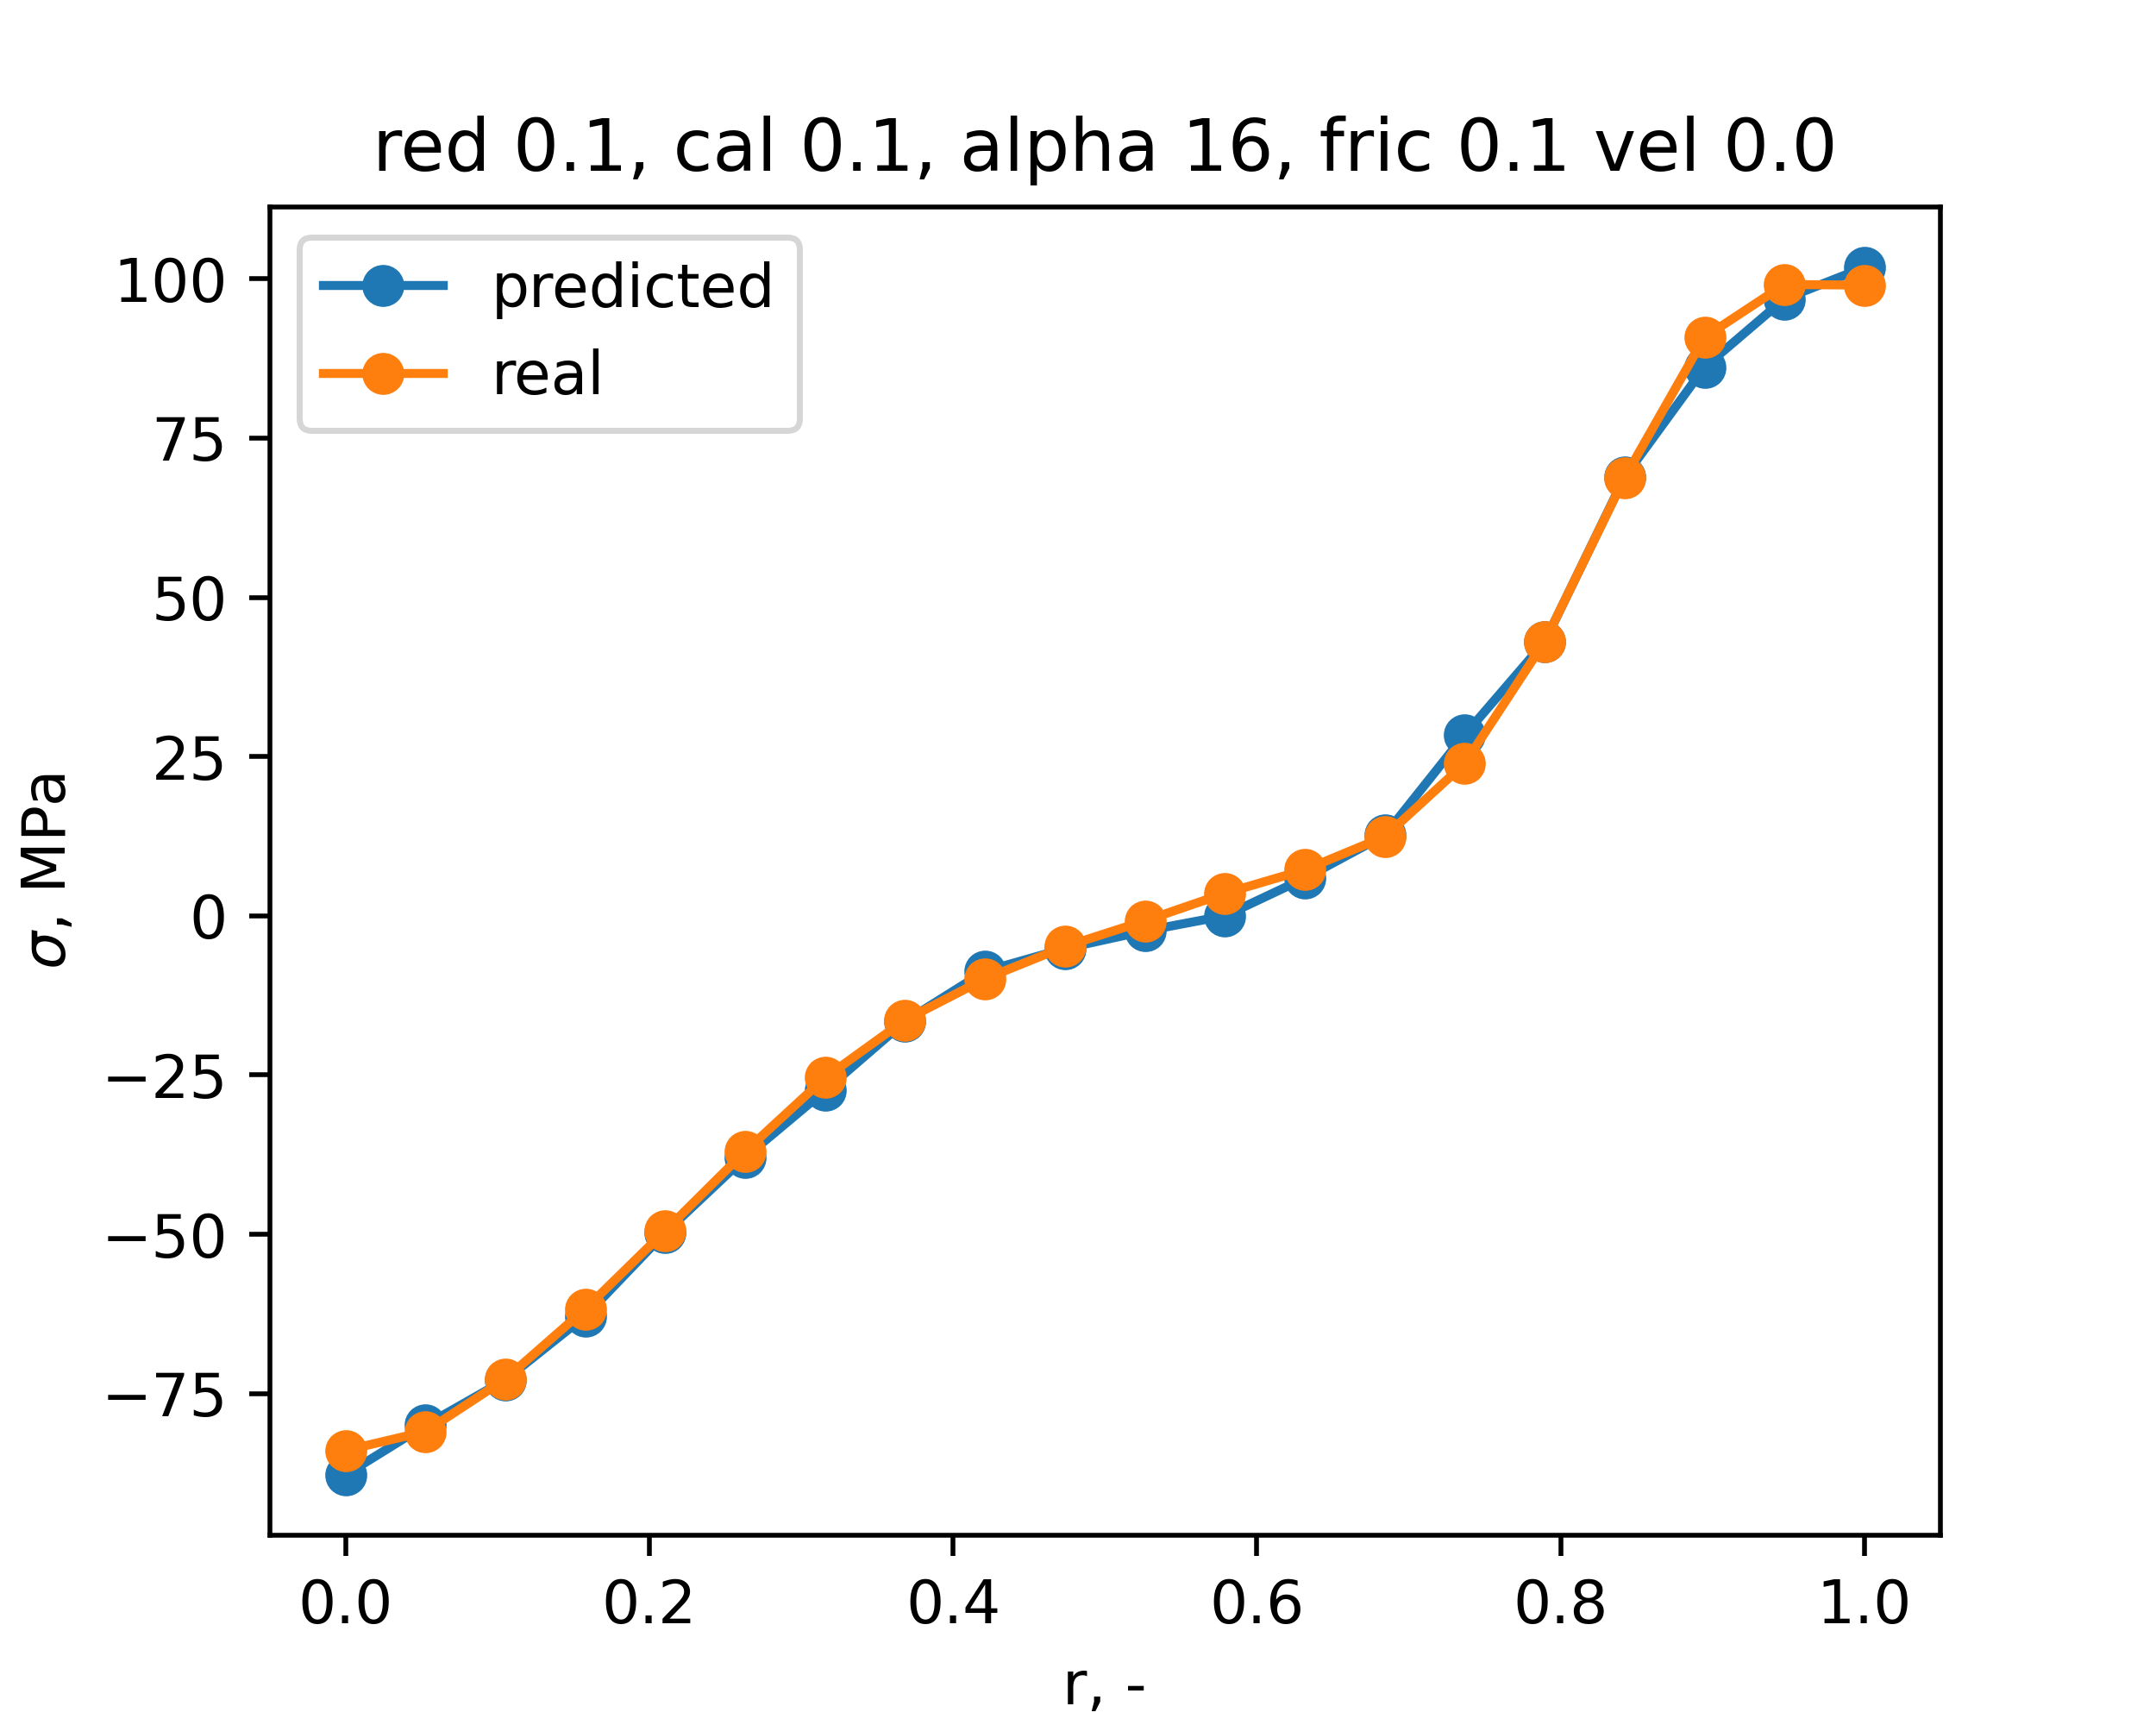 red 0.1, cal 0.1, alpha 16, fric 0.1 vel 0.0
predicted
real
100
75
50
25
0
−25
−50
−75
σ, MPa
0.0 0.2 0.4 0.6 0.8 1.0
r, -